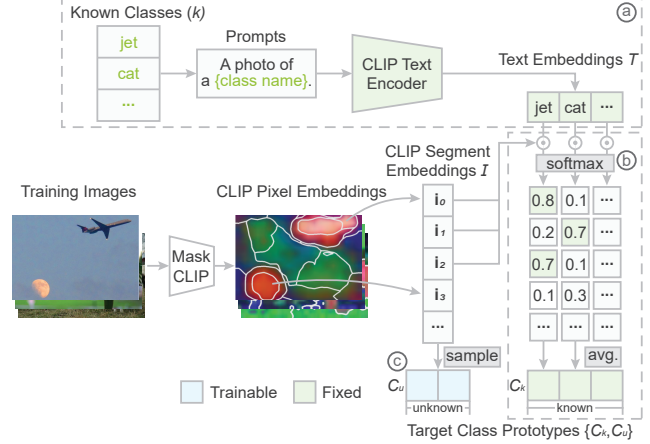 Known Classes (k)
a
jet
cat
...
Prompts
A photo of
a {class name}.
CLIP Text
Encoder
Text Embeddings T
jet cat ...
b
softmax
0.8 0.1 ...
0.2 0.7 ...
0.7 0.1 ...
0.1 0.3 ...
... ... ...
avg.
Training Images
Mask
CLIP
CLIP Pixel Embeddings
CLIP Segment
Embeddings I
i0
i1
i2
i3
...
c
sample
Trainable
Fixed
Cu
unknown
Ck
known
Target Class Prototypes {Ck,Cu}